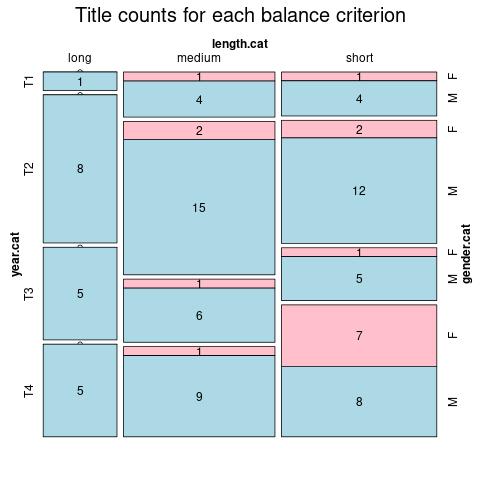 Title counts for each balance criterion
length.cat
long medium short
T1 1 1 1 F
4 4 M
T2 8 2 2 F
15 12 M
T3 5 1 1 F
6 5 M
T4 5 1 7 F
9 8 M
year.cat
gender.cat